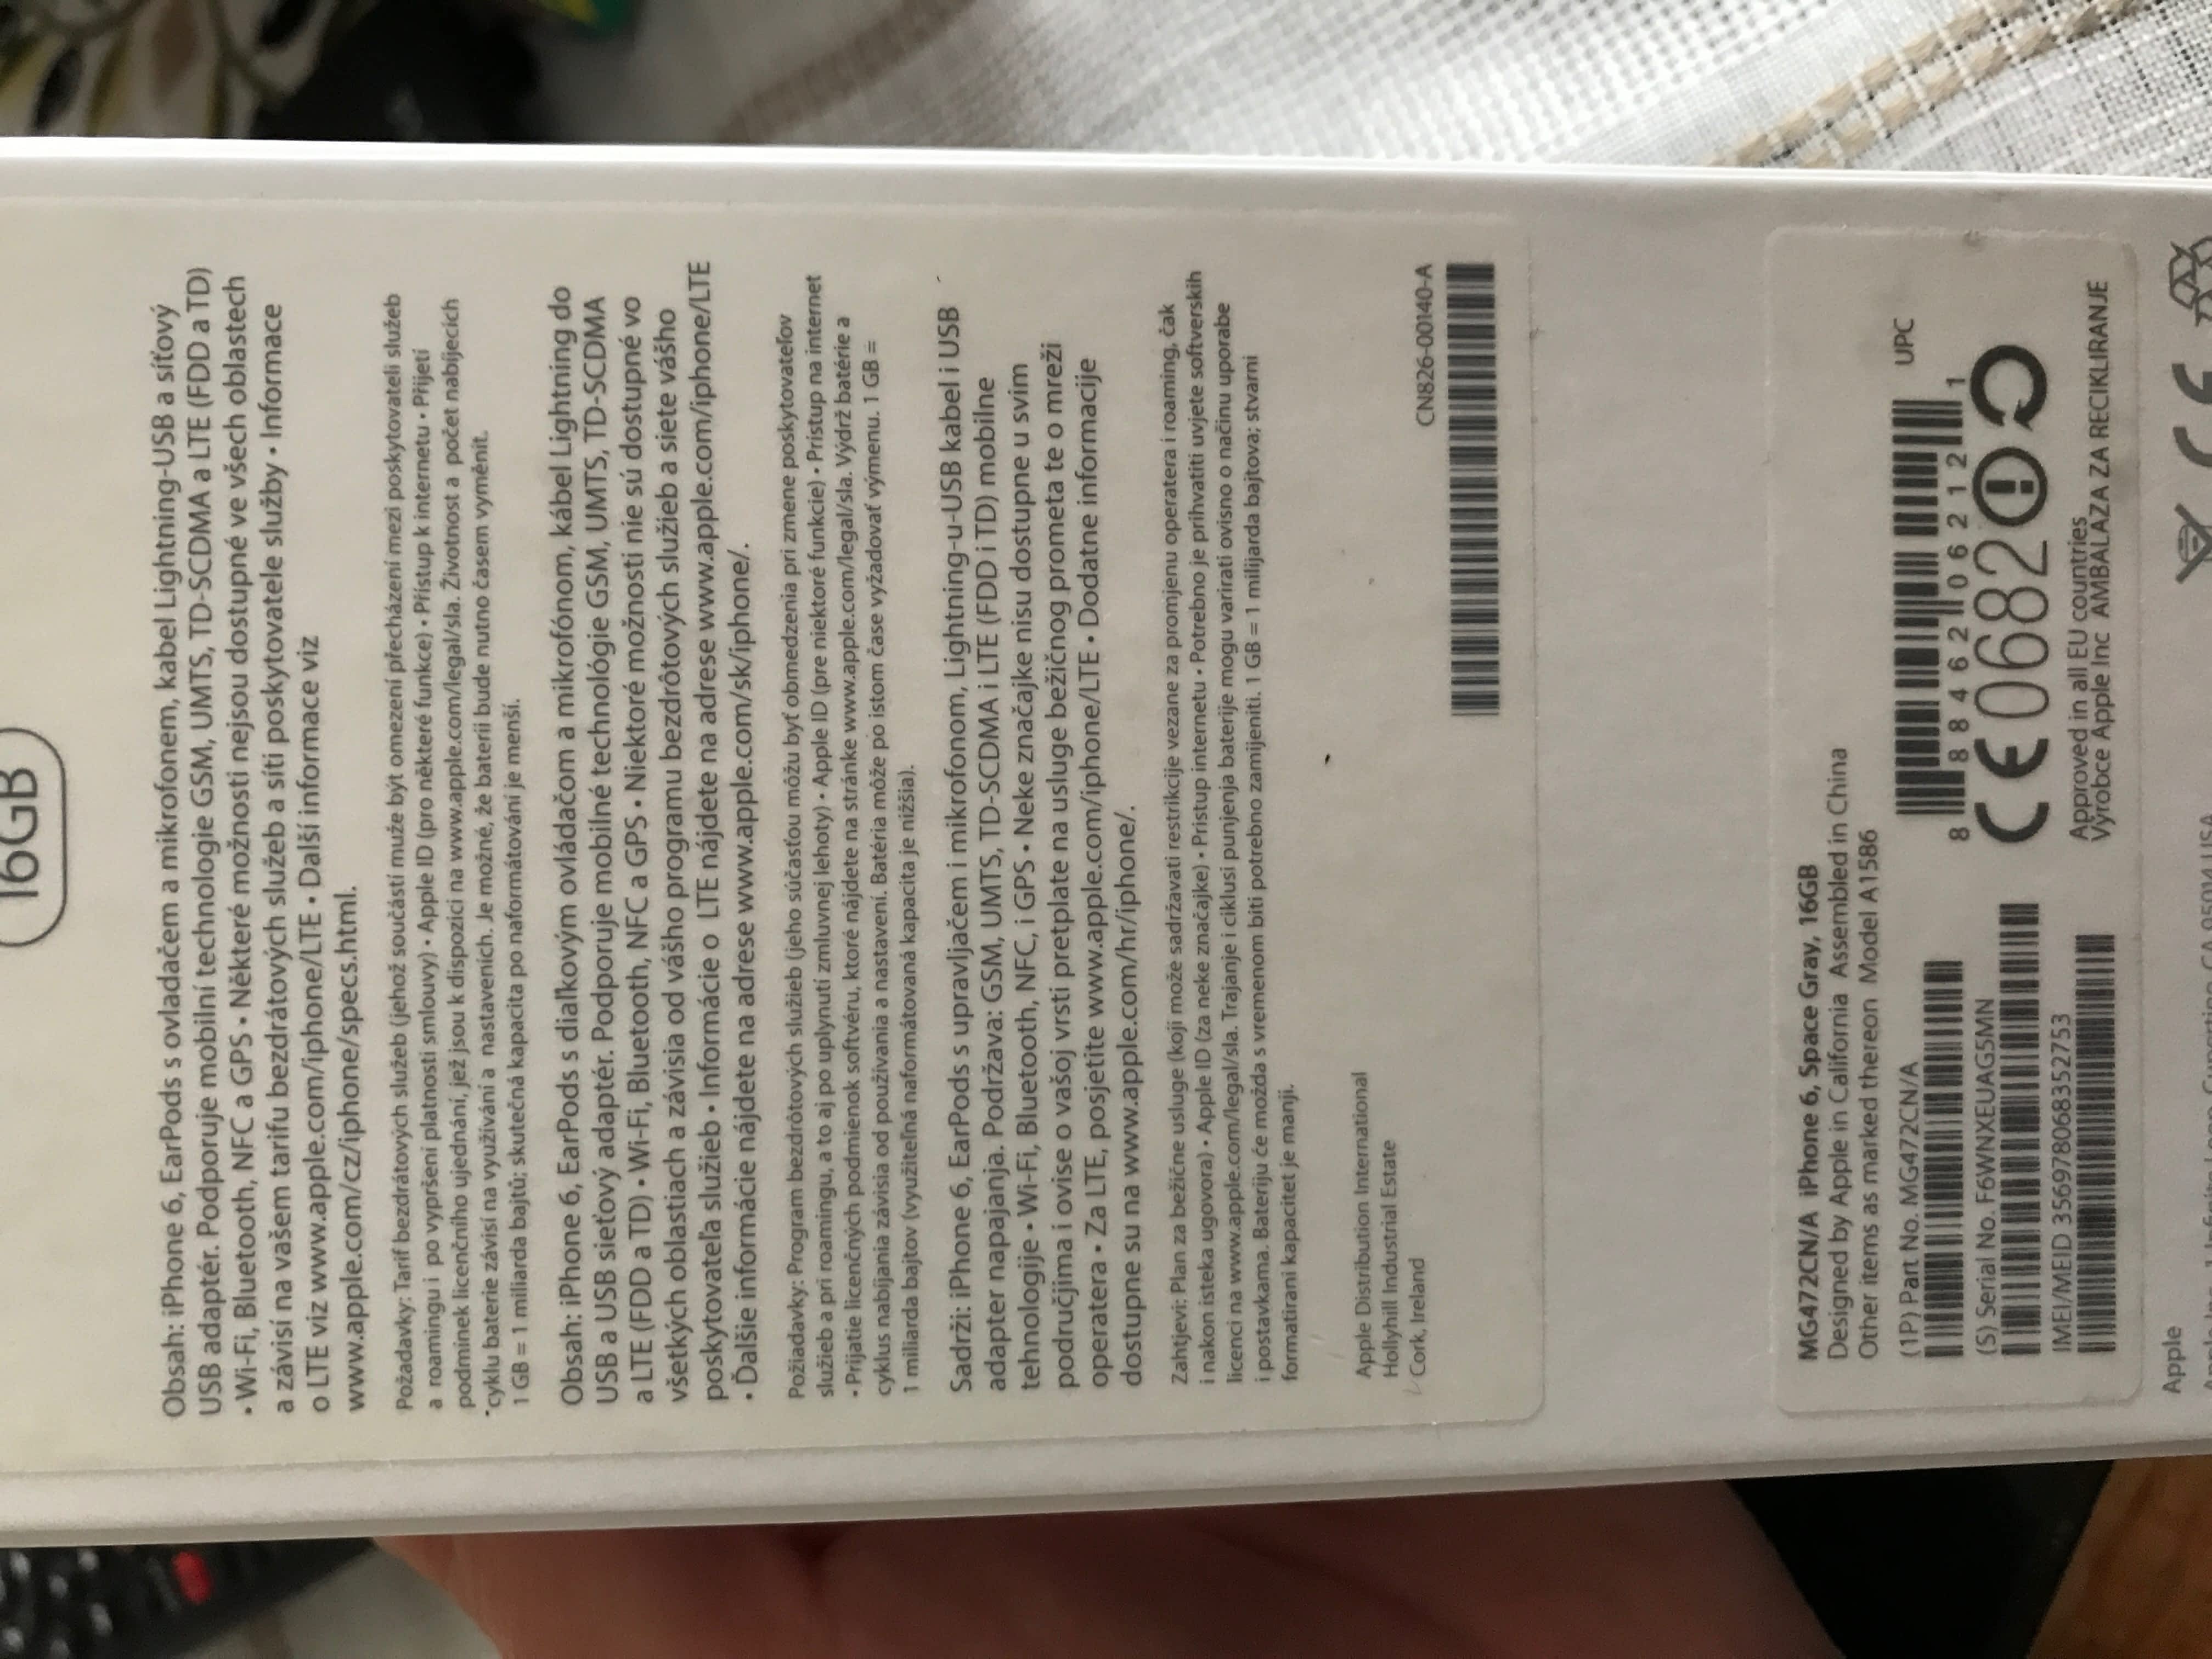 16GB
Obsah: iPhone 6, EarPods s ovladačem a mikrofonem, kabel Lightning-USB a síťový
USB adaptér. Podporuje mobilní technologie GSM, UMTS, TD-SCDMA a LTE (FDD a TD)
• Wi-Fi, Bluetooth, NFC a GPS • Některé možnosti nejsou dostupné ve všech oblastech
a závisí na vašem tarifu bezdrátových služeb a síti poskytovatele služby • Informace
o LTE viz www.apple.com/iphone/LTE • Další informace viz
www.apple.com/cz/iphone/specs.html.
Požadavky: Tarif bezdrátových služeb (jehož součástí muže být omezení přecházení mezi poskytovateli služeb
a roamingu i po vypršení platnosti smlouvy) • Apple ID (pro některé funkce) • Přístup k internetu • Přijetí
podmínek licenčního ujednání, jež jsou k dispozici na www.apple.com/legal/sla. Životnost a počet nabíjecích
cyklu baterie závisí na využívání a nastaveních. Je možné, že baterii bude nutno časem vyměnit.
1 GB = 1 miliarda bajtů; skutečná kapacita po naformátování je menší.
Obsah: iPhone 6, EarPods s diaľkovým ovládačom a mikrofónom, kábel Lightning do
USB a USB sieťový adaptér. Podporuje mobilné technológie GSM, UMTS, TD-SCDMA
a LTE (FDD a TD) • Wi-Fi, Bluetooth, NFC a GPS • Niektoré možnosti nie sú dostupné vo
všetkých oblastiach a závisia od vášho programu bezdrôtových služieb a siete vášho
poskytovateľa služieb • Informácie o LTE nájdete na adrese www.apple.com/iphone/LTE
• Ďalšie informácie nájdete na adrese www.apple.com/sk/iphone/.
Požiadavky: Program bezdrôtových služieb (jeho súčasťou môžu byť obmedzenia pri zmene poskytovateľov
služieb a pri roamingu, a to aj po uplynutí zmluvnej lehoty) • Apple ID (pre niektoré funkcie) • Prístup na internet
• Prijatie licenčných podmienok softvéru, ktoré nájdete na stránke www.apple.com/legal/sla. Výdrž batérie a
cyklus nabíjania závisia od používania a nastavení. Batéria môže po istom čase vyžadovať výmenu. 1 GB =
1 miliarda bajtov (využiteľná naformátovaná kapacita je nižšia).
Sadrži: iPhone 6, EarPods s upravljačem i mikrofonom, Lightning-u-USB kabel i USB
adapter napajanja. Podržava: GSM, UMTS, TD-SCDMA i LTE (FDD i TD) mobilne
tehnologije • Wi-Fi, Bluetooth, NFC, i GPS • Neke značajke nisu dostupne u svim
područjima i ovise o vašoj vrsti pretplate na usluge bežičnog prometa te o mreži
operatera • Za LTE, posjetite www.apple.com/iphone/LTE • Dodatne informacije
dostupne su na www.apple.com/hr/iphone/.
Zahtjevi: Plan za bežične usluge (koji može sadržavati restrikcije vezane za promjenu operatera i roaming, čak
i nakon isteka ugovora) • Apple ID (za neke značajke) • Pristup internetu • Potrebno je prihvatiti uvjete softverskih
licenci na www.apple.com/legal/sla. Trajanje i ciklusi punjenja baterije mogu varirati ovisno o načinu uporabe
i postavkama. Bateriju će možda s vremenom biti potrebno zamijeniti. 1 GB = 1 milijarda bajtova; stvarni
formatirani kapacitet je manji.
Apple Distribution International
Hollyhill Industrial Estate
Cork, Ireland
CN826-00140-A
MG472CN/A iPhone 6, Space Gray, 16GB
Designed by Apple in California Assembled in China
Other items as marked thereon Model A1586
(1P) Part No. MG472CN/A
UPC
8 88462 06212 1
(S) Serial No. F6WNXEUAG5MN
CE0682
IMEI/MEID 356978068352753
Approved in all EU countries
Výrobce Apple Inc AMBALAZA ZA RECIKLIRANJE
Apple
CE